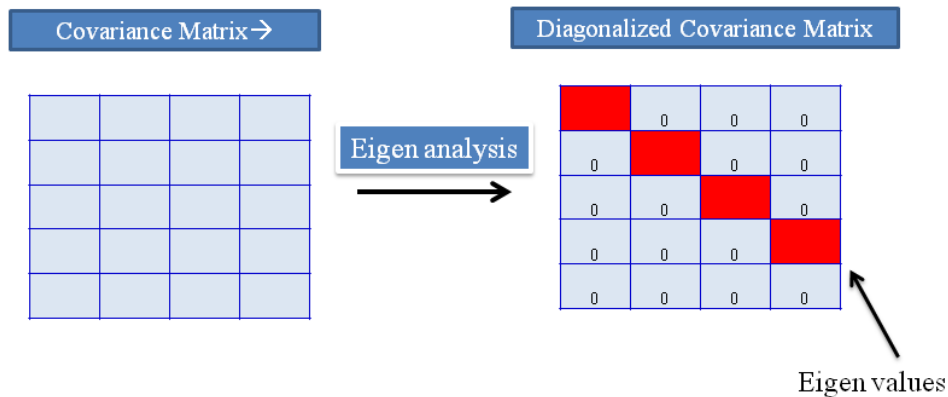 Covariance Matrix→
Diagonalized Covariance Matrix
Eigen analysis
0 0 0
0 0 0
0 0 0
0 0 0
0 0 0 0
Eigen values